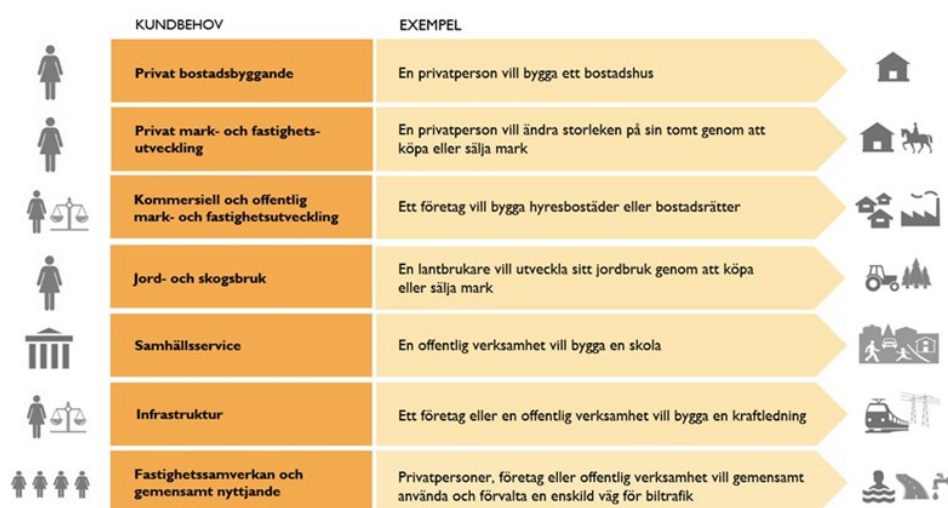 KUNDBEHOV EXEMPEL
Privat bostadsbyggande
En privatperson vill bygga ett bostadshus
Privat mark- och fastighets-
utveckling
En privatperson vill ändra storleken på sin tomt genom att
köpa eller sälja mark
Kommersiell och offentlig
mark- och fastighetsutveckling
Ett företag vill bygga hyresbostäder eller bostadsrätter
Jord- och skogsbruk
En lantbrukare vill utveckla sitt jordbruk genom att köpa
eller sälja mark
Samhällsservice
En offentlig verksamhet vill bygga en skola
Infrastruktur
Ett företag eller en offentlig verksamhet vill bygga en kraftledning
Fastighetssamverkan och
gemensamt nyttjande
Privatpersoner, företag eller offentlig verksamhet vill gemensamt
använda och förvalta en enskild väg för biltrafik